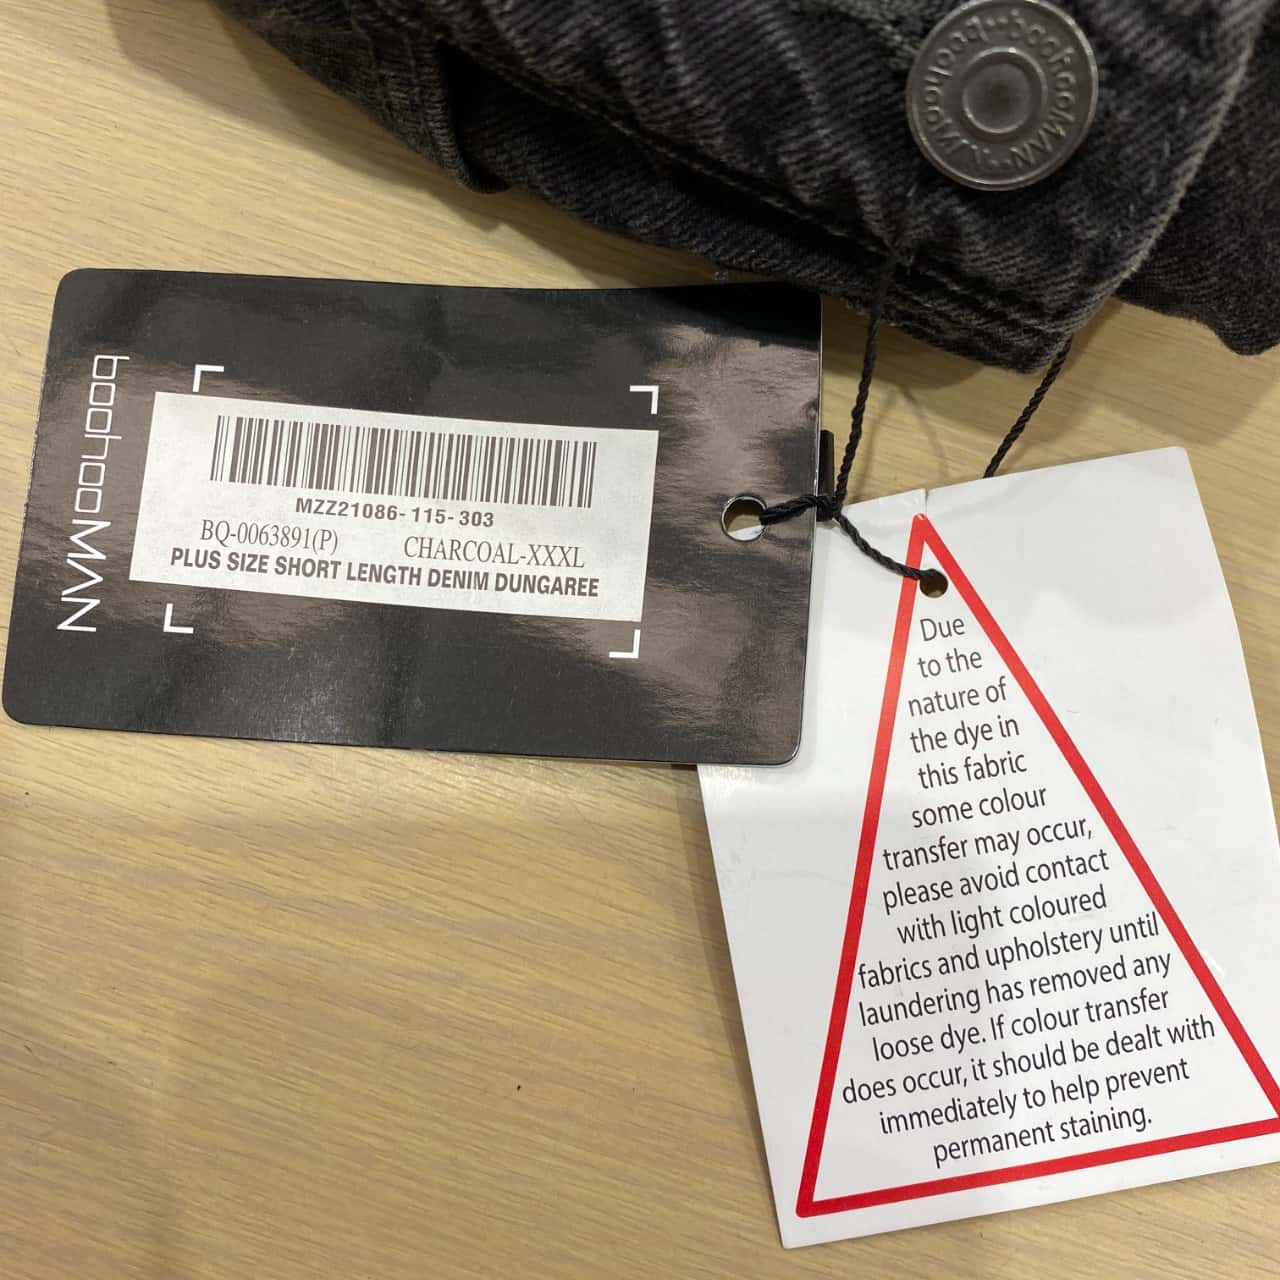 boohooMAN··boohooMAN··
boohooMAN
MZZ21086-115-303
BQ-0063891(P) CHARCOAL-XXXL
PLUS SIZE SHORT LENGTH DENIM DUNGAREE
Due
to the
nature of
the dye in
this fabric
some colour
transfer may occur,
please avoid contact
with light coloured
fabrics and upholstery until
laundering has removed any
loose dye. If colour transfer
does occur, it should be dealt with
immediately to help prevent
permanent staining.